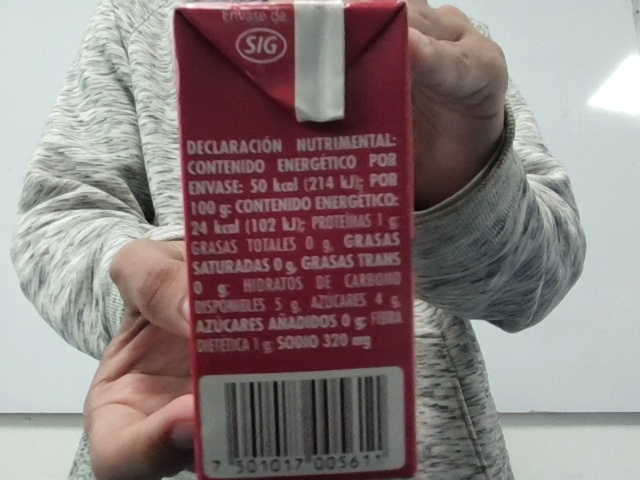 Envase de
SIG
DECLARACIÓN NUTRIMENTAL:
CONTENIDO ENERGÉTICO POR
ENVASE: 50 kcal (214 kJ); POR
100 g: CONTENIDO ENERGÉTICO:
24 kcal (102 kJ); PROTEÍNAS 1 g;
GRASAS TOTALES 0 g, GRASAS
SATURADAS 0 g, GRASAS TRANS
0 g; HIDRATOS DE CARBONO
DISPONIBLES 5 g, AZÚCARES 4 g,
AZÚCARES AÑADIDOS 0 g; FIBRA
DIETÉTICA 1 g; SODIO 320 mg
7 501017 005611